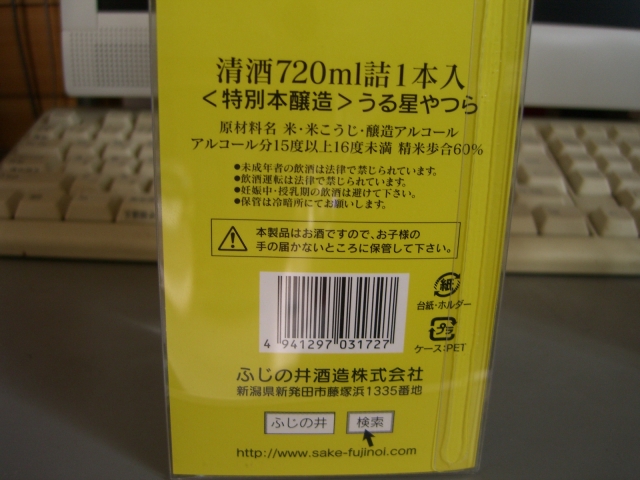 清酒720ml詰1本入
<特別本醸造>うる星やつら
原材料名 米・米こうじ・醸造アルコール
アルコール分15度以上16度未満 精米歩合60%
●未成年者の飲酒は法律で禁じられています。
●飲酒運転は法律で禁じられています。
●妊娠中・授乳期の飲酒は避けて下さい。
●保管は冷暗所にてお願いします。
本製品はお酒ですので、お子様の
手の届かないところに保管して下さい。
4 941297 031727
紙
台紙・ホルダー
プラ
ケース:PET
ふじの井酒造株式会社
新潟県新発田市藤塚浜1335番地
ふじの井 検索
http://www.sake-fujinoi.com